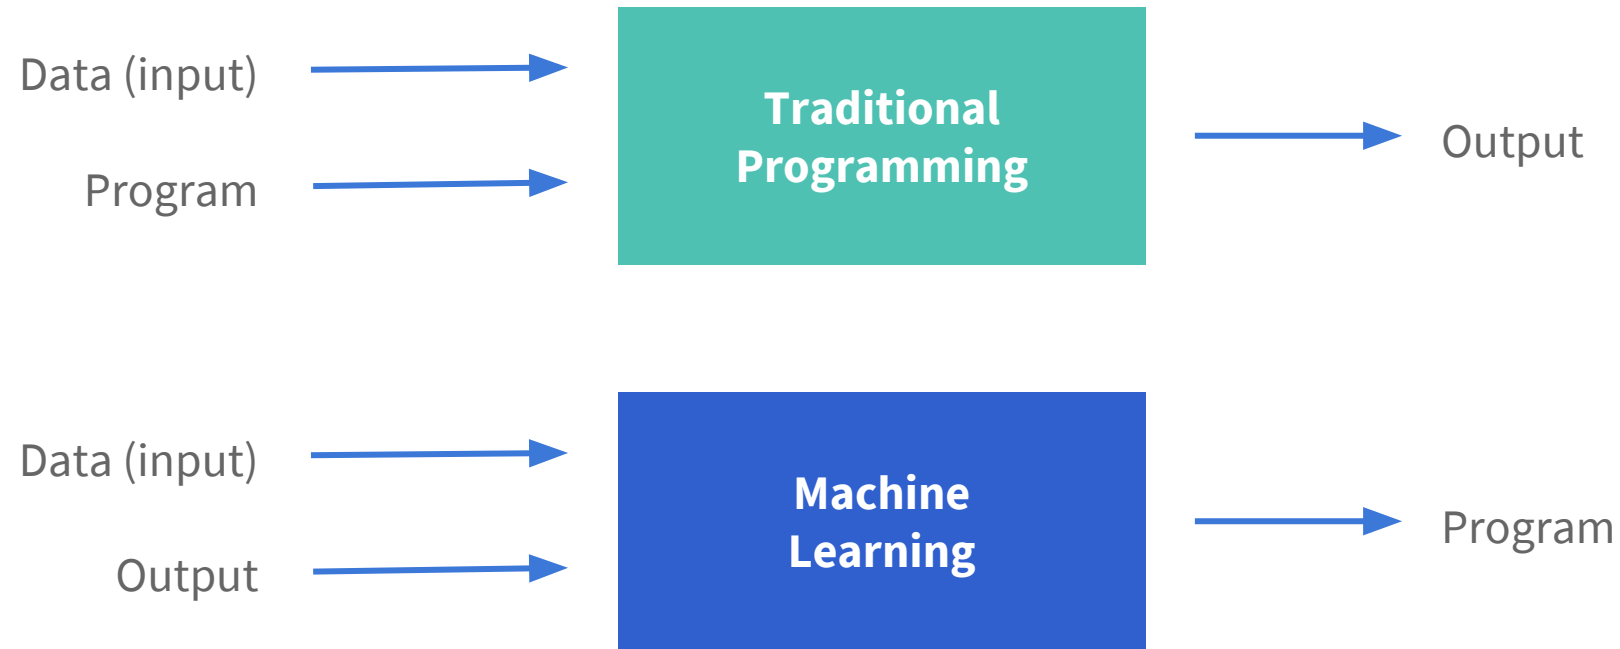 Data (input)
Program
Traditional
Programming
Output
Data (input)
Output
Machine
Learning
Program